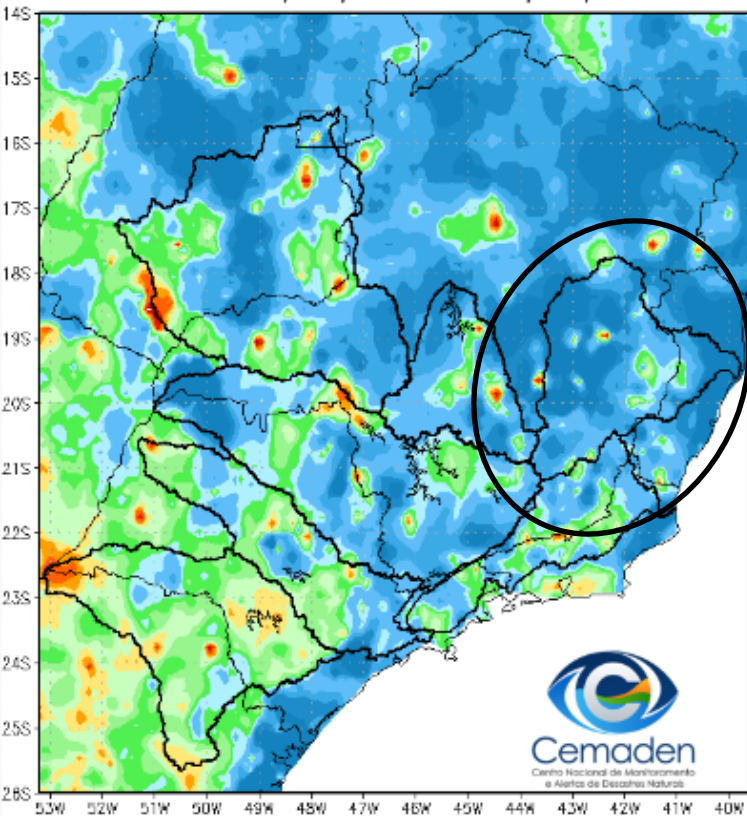 14S
15S
16S
17S
18S
19S
20S
21S
22S
23S
24S
25S
26S
53W 52W 51W 50W 49W 48W 47W 46W 45W 44W 43W 42W 41W 40W
Cemaden
Centro Nacional de Monitoramento
e Alertas de Desastres Naturais